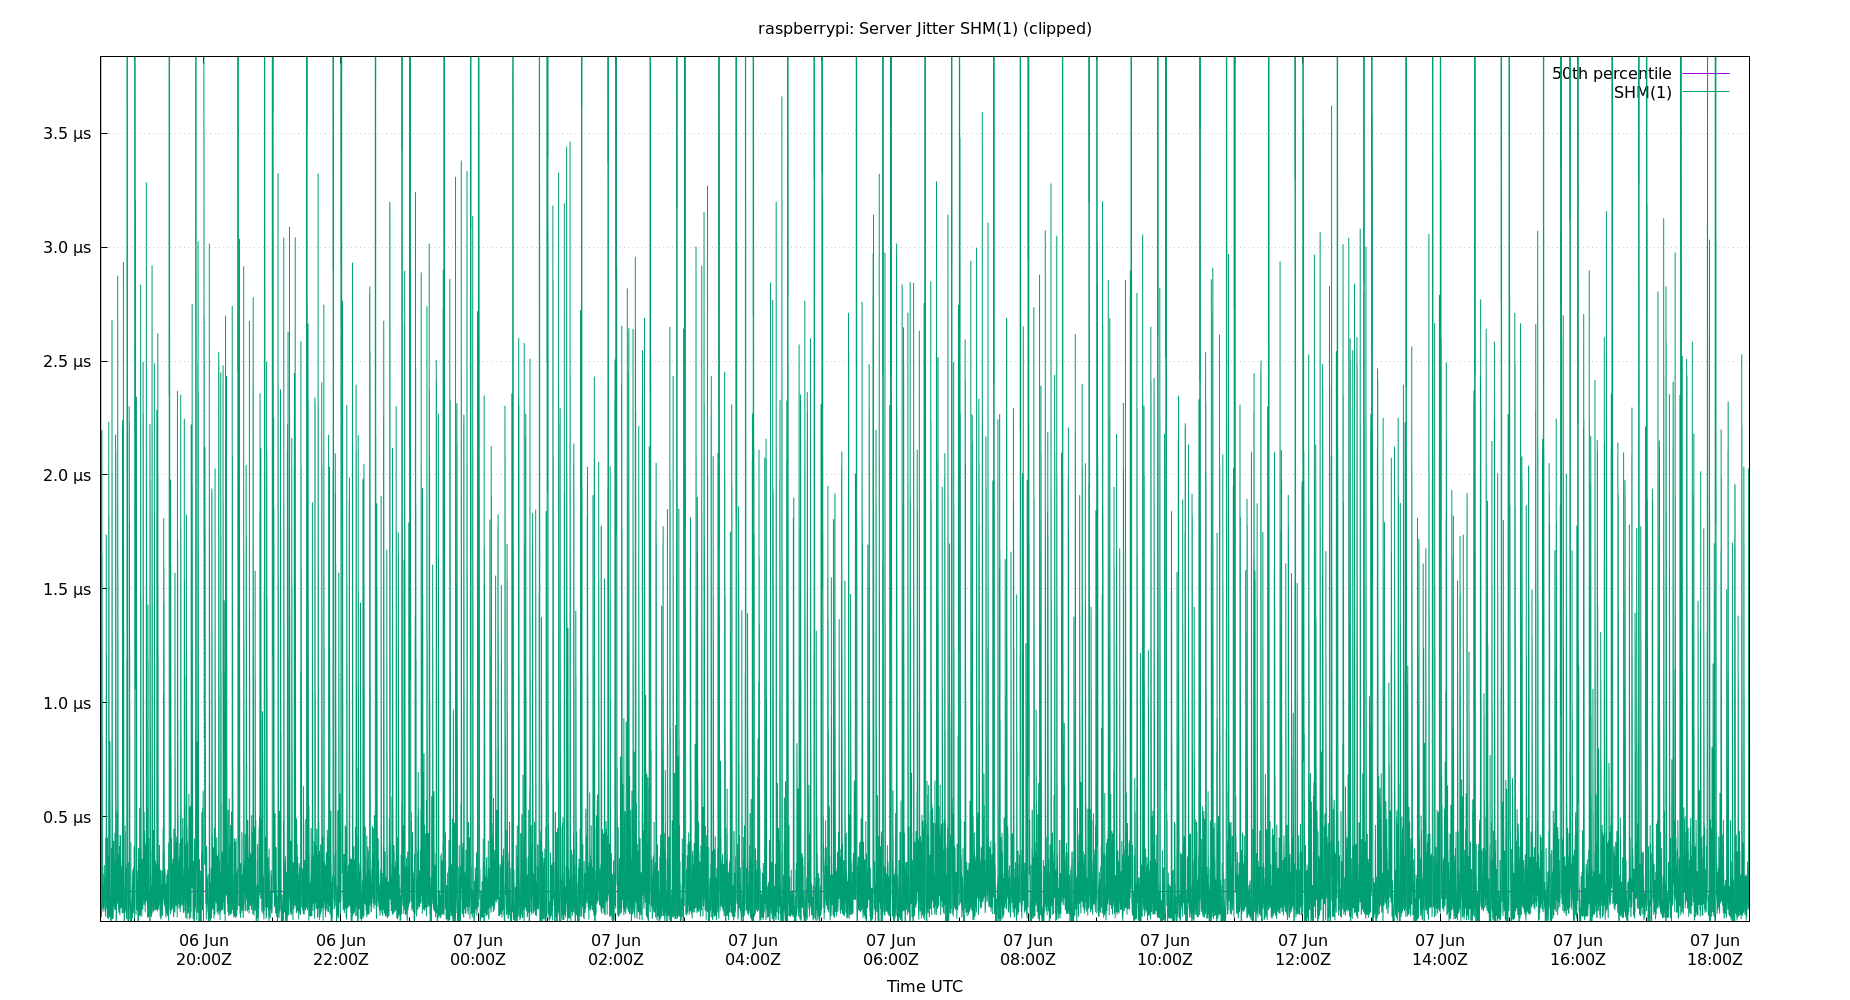 raspberrypi: Server Jitter SHM(1) (clipped)
50th percentile
SHM(1)
3.5 µs
3.0 µs
2.5 µs
2.0 µs
1.5 µs
1.0 µs
0.5 µs
06 Jun 06 Jun 07 Jun 07 Jun 07 Jun 07 Jun 07 Jun 07 Jun 07 Jun 07 Jun 07 Jun 07 Jun
20:00Z 22:00Z 00:00Z 02:00Z 04:00Z 06:00Z 08:00Z 10:00Z 12:00Z 14:00Z 16:00Z 18:00Z
Time UTC